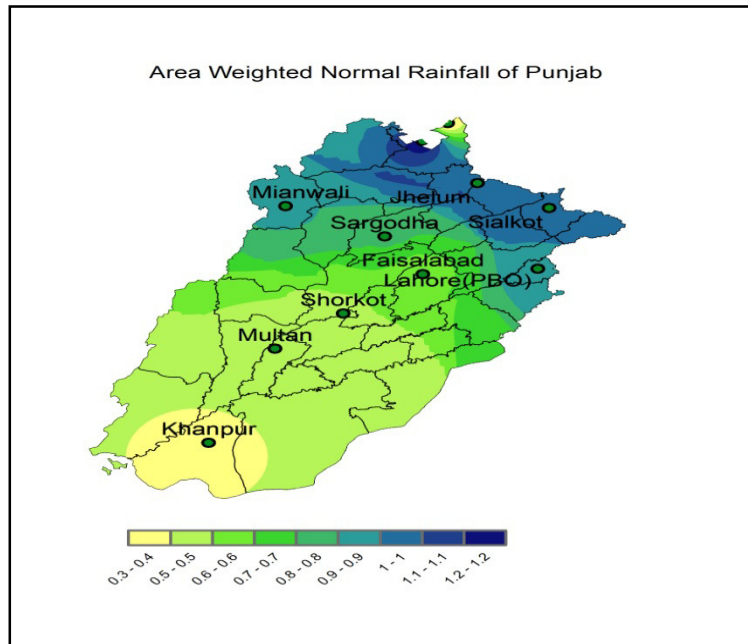 Area Weighted Normal Rainfall of Punjab
Mianwali
Jhelum
Sialkot
Sargodha
Faisalabad
Lahore(PBO)
Shorkot
Multan
Khanpur
0.3 - 0.4
0.5 - 0.5
0.6 - 0.6
0.7 - 0.7
0.8 - 0.8
0.9 - 0.9
1 - 1
1.1 - 1.1
1.2 - 1.2